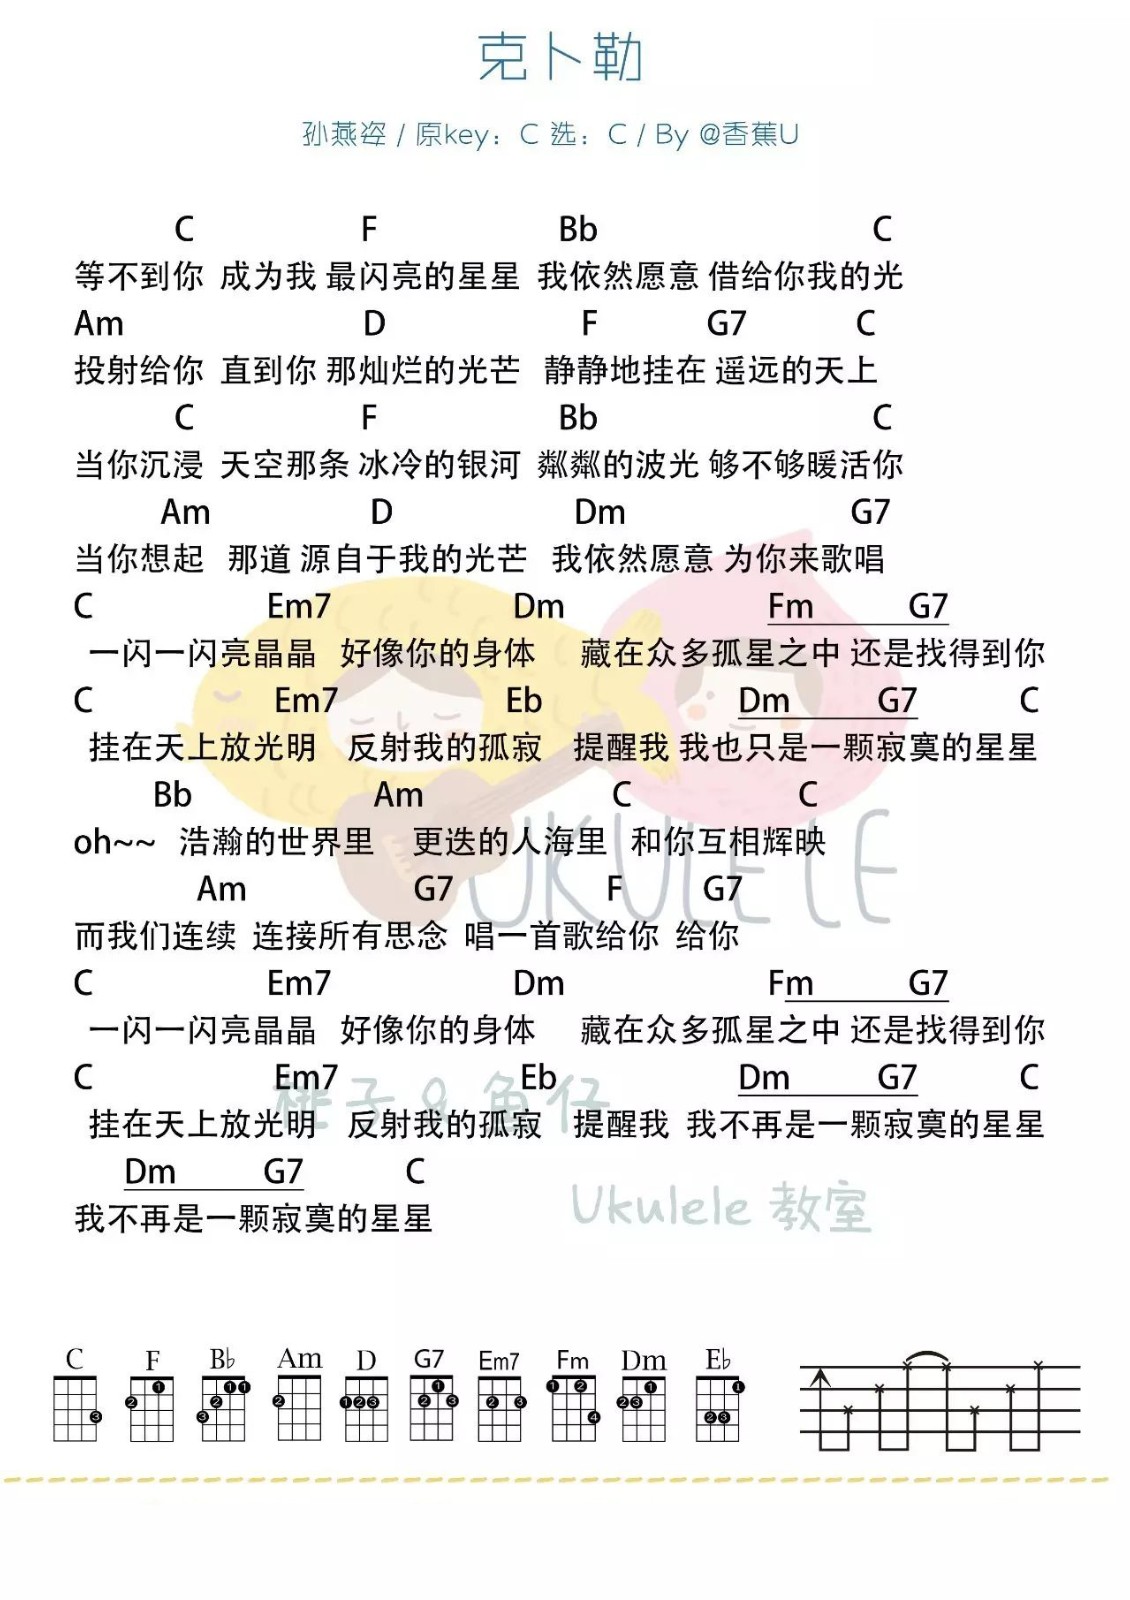 克卜勒
孙燕姿 / 原key：C 选：C / By @香蕉U
C F Bb C
等不到你 成为我 最闪亮的星星 我依然愿意 借给你我的光
Am D F G7 C
投射给你 直到你 那灿烂的光芒 静静地挂在 遥远的天上
C F Bb C
当你沉浸 天空那条 冰冷的银河 粼粼的波光 够不够暖活你
Am D Dm G7
当你想起 那道 源自于我的光芒 我依然愿意 为你来歌唱
C Em7 Dm Fm G7
一闪一闪亮晶晶 好像你的身体 藏在众多孤星之中 还是找得到你
C Em7 Eb Dm G7 C
挂在天上放光明 反射我的孤寂 提醒我 我也只是一颗寂寞的星星
Bb Am C C
oh~~ 浩瀚的世界里 更迭的人海里 和你互相辉映
UKULELE
Am G7 F G7
而我们连续 连接所有思念 唱一首歌给你 给你
C Em7 Dm Fm G7
一闪一闪亮晶晶 好像你的身体 藏在众多孤星之中 还是找得到你
C Em7 Eb Dm G7 C
桃子&鱼仔
挂在天上放光明 反射我的孤寂 提醒我 我不再是一颗寂寞的星星
Dm G7 C
我不再是一颗寂寞的星星
Ukulele 教室
C F B♭ Am D G7 Em7 Fm Dm E♭